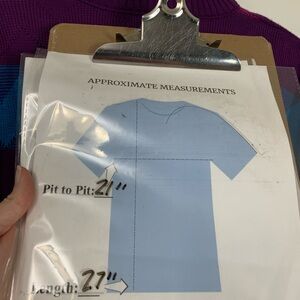 APPROXIMATE MEASUREMENTS
Pit to Pit: 21"
Length: 27"